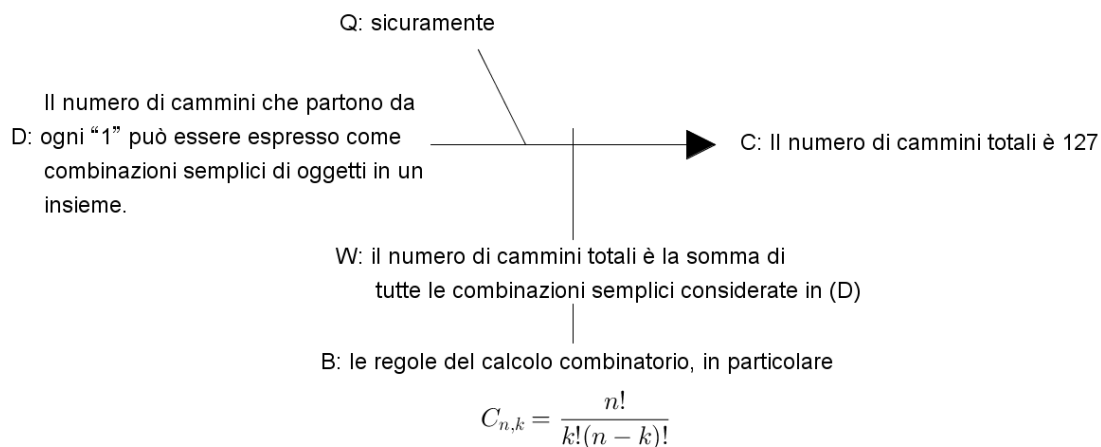 Q: sicuramente
Il numero di cammini che partono da
D: ogni “1” può essere espresso come
combinazioni semplici di oggetti in un
insieme.
C: Il numero di cammini totali è 127
W: il numero di cammini totali è la somma di
tutte le combinazioni semplici considerate in (D)
B: le regole del calcolo combinatorio, in particolare
C_{n,k} = \frac{n!}{k!(n-k)!}